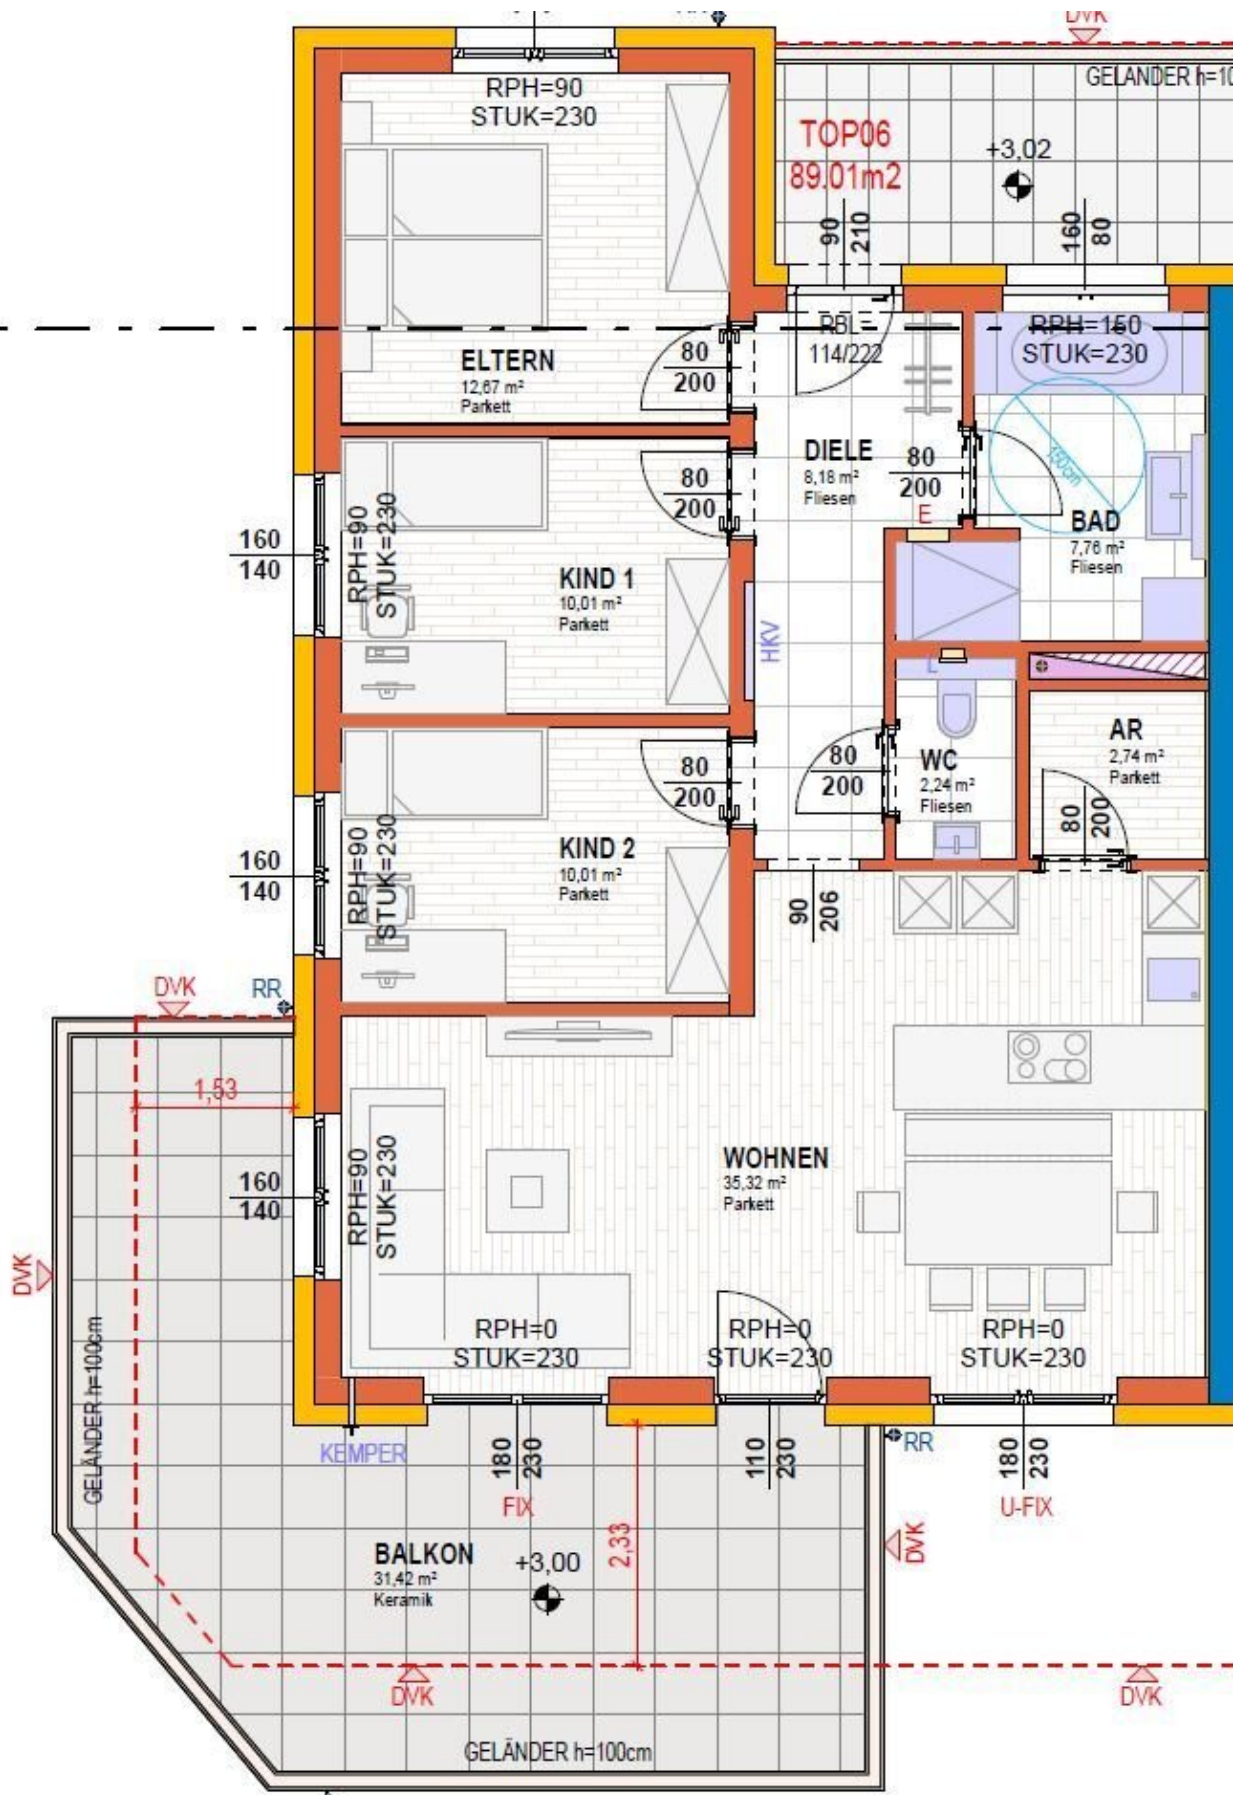 DVK
GELÄNDER h=10
RPH=90
STUK=230
TOP06
89.01m2
+3,02
90
210
160
80
RBL=
114/222
RPH=150
STUK=230
ELTERN
12,67 m²
Parkett
80
200
150cm
DIELE
8,18 m²
Fliesen
80
200
E
80
200
BAD
7,76 m²
Fliesen
160
140
RPH=90
STUK=230
KIND 1
10,01 m²
Parkett
HKV
L
AR
2,74 m²
Parkett
80
200
80
200
80
200
WC
2,24 m²
Fliesen
160
140
RPH=90
STUK=230
KIND 2
10,01 m²
Parkett
90
206
DVK
RR
1,53
160
140
RPH=90
STUK=230
WOHNEN
35,32 m²
Parkett
DVK
GELÄNDER h=100cm
RPH=0
STUK=230
RPH=0
STUK=230
RPH=0
STUK=230
KEMPER
180
230
FIX
110
230
RR
180
230
U-FIX
2,33
DVK
BALKON
31,42 m²
Keramik
+3,00
DVK
DVK
GELÄNDER h=100cm